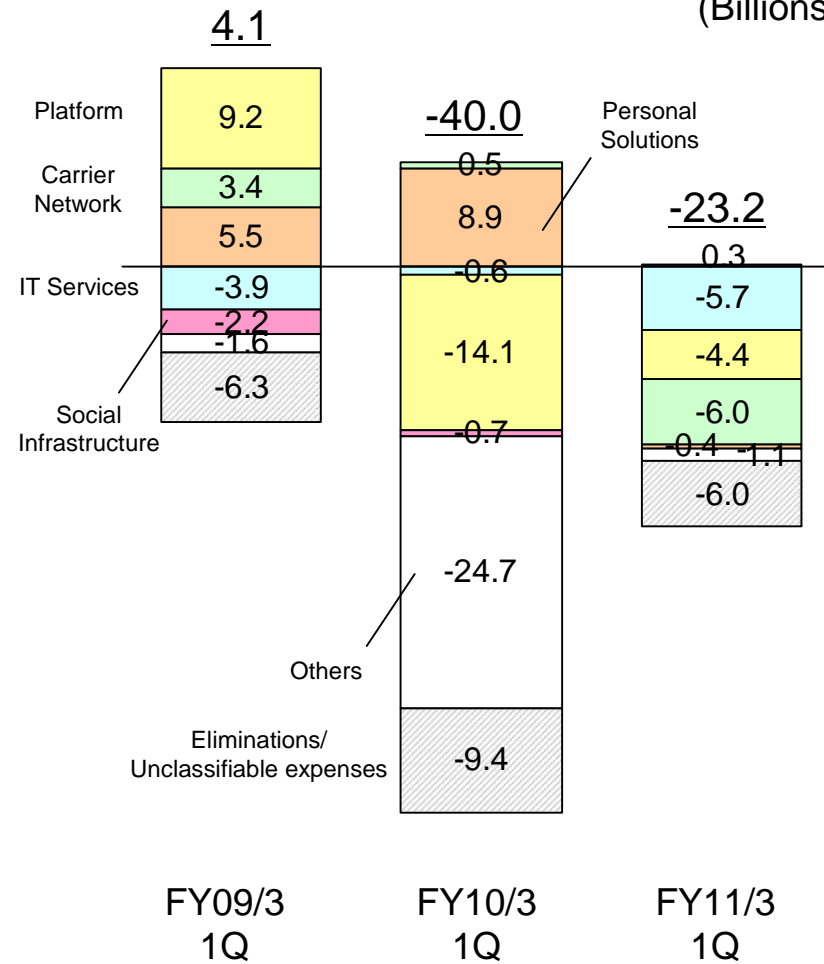 (Billions
4.1
Platform
9.2
Carrier
Network
3.4
5.5
IT Services
-3.9
-2.2
-1.6
-6.3
Social
Infrastructure
-40.0
0.5
8.9
Personal
Solutions
-0.6
-14.1
-0.7
-24.7
Others
Eliminations/
Unclassifiable expenses
-9.4
-23.2
0.3
-5.7
-4.4
-6.0
-0.4 -1.1
-6.0
FY09/3
1Q
FY10/3
1Q
FY11/3
1Q